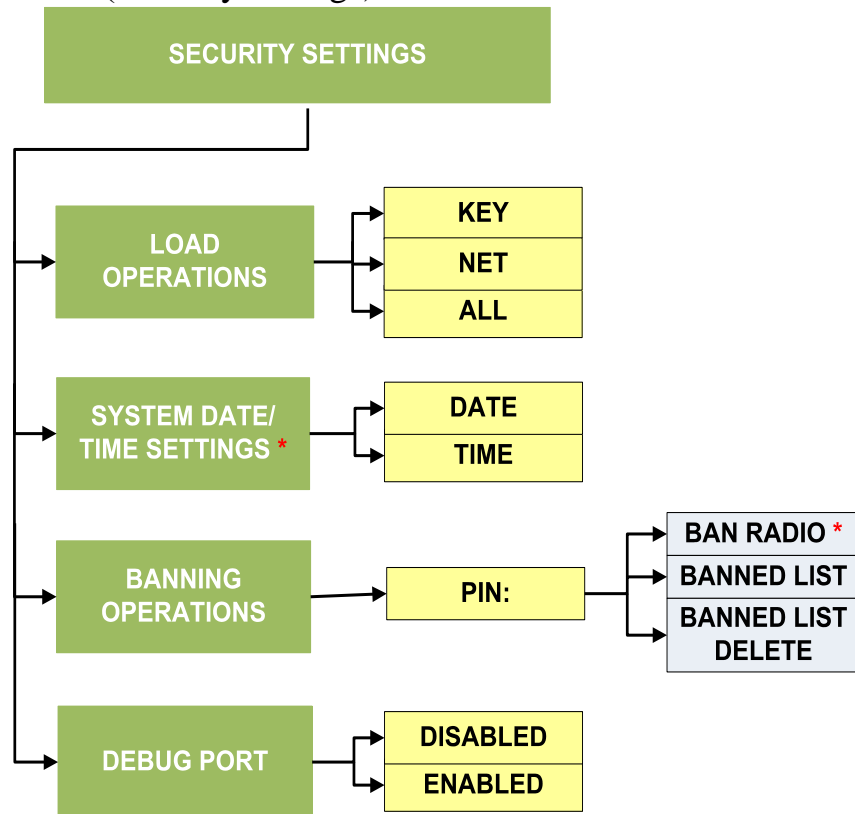 SECURITY SETTINGS
LOAD
OPERATIONS
KEY
NET
ALL
SYSTEM DATE/
TIME SETTINGS *
DATE
TIME
BANNING
OPERATIONS
PIN:
BAN RADIO *
BANNED LIST
BANNED LIST
DELETE
DEBUG PORT
DISABLED
ENABLED